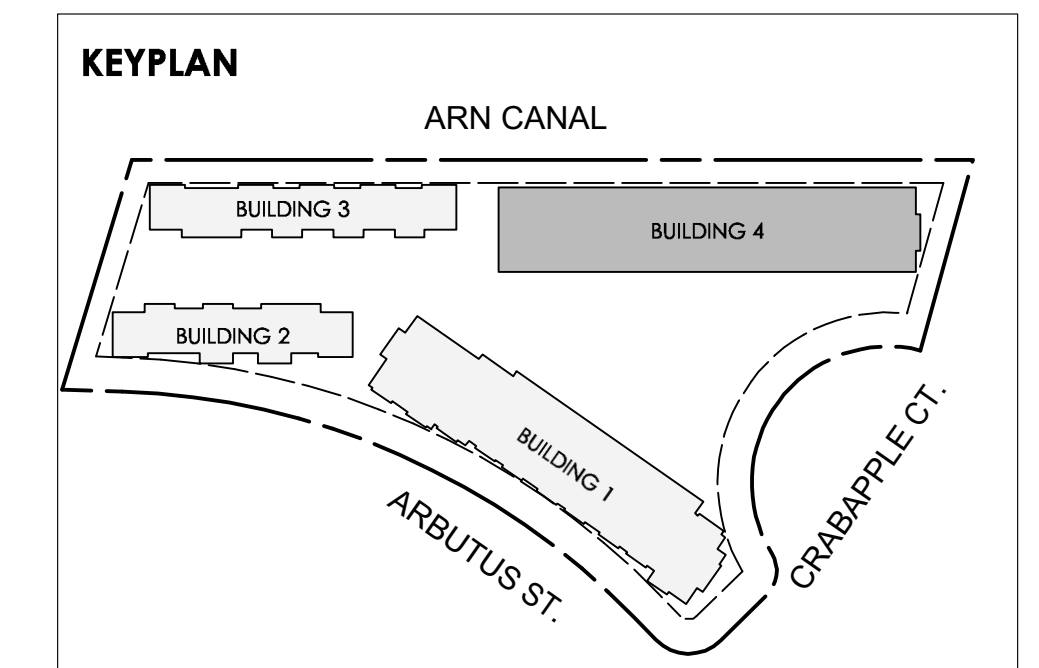 KEYPLAN
ARN CANAL
BUILDING 3
BUILDING 4
BUILDING 2
BUILDING 1
ARBUTUS ST.
CRABAPPLE CT.